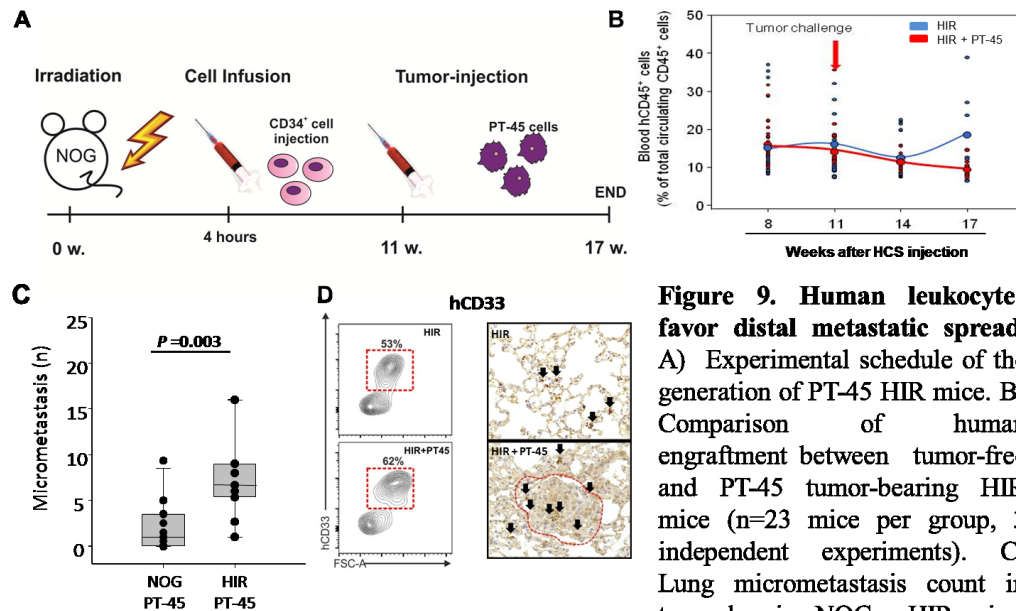 A
Irradiation
Cell Infusion
Tumor-injection
NOG
CD34+ cell
injection
PT-45 cells
END
0 w.
4 hours
11 w.
17 w.
B
Tumor challenge
HIR
HIR + PT-45
Blood hCD45+ cells
(% of total circulating CD45+ cells)
50
40
30
20
10
0
8
11
14
17
Weeks after HCS injection
C
P =0.003
Micrometastasis (n)
25
20
15
10
5
0
NOG
PT-45
HIR
PT-45
D
hCD33
HIR
53%
HIR+PT45
62%
hCD33
FSC-A
HIR
HIR + PT-45
Figure 9. Human leukocyte
favor distal metastatic spread
A) Experimental schedule of the
generation of PT-45 HIR mice. B
Comparison of human
engraftment between tumor-fre
and PT-45 tumor-bearing HIR
mice (n=23 mice per group,
independent experiments). C
Lung micrometastasis count in
NOG HIR